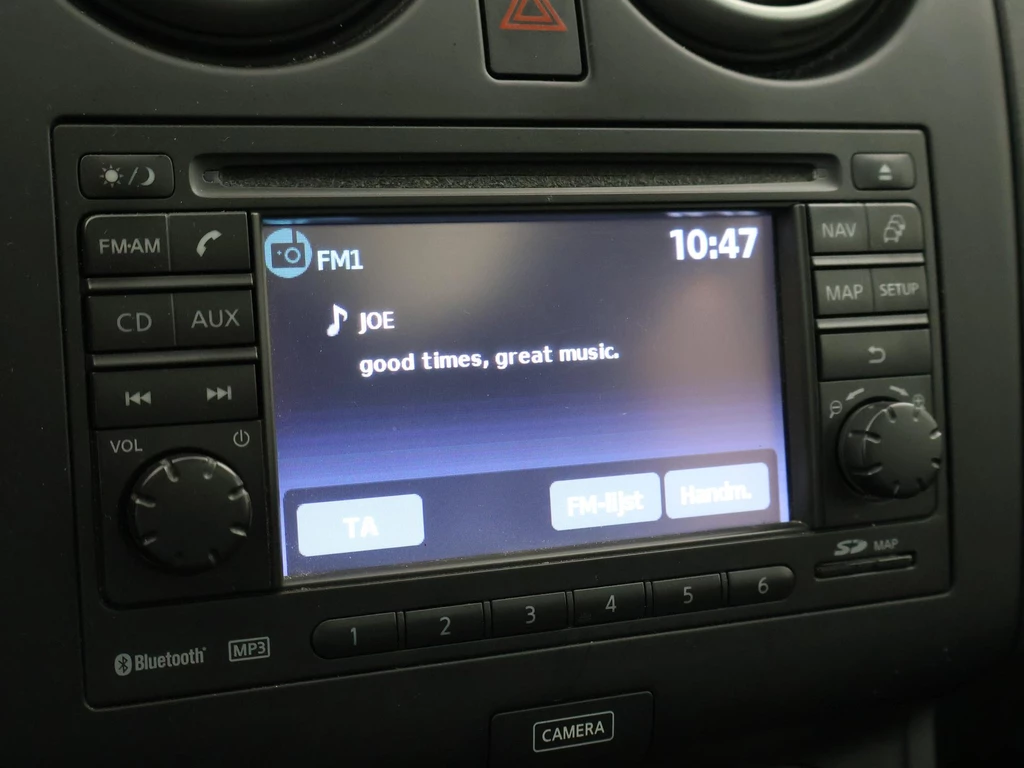 FM·AM
CD AUX
VOL
FM1
10:47
JOE
good times, great music.
TA FM-lijst Handm.
NAV
MAP SETUP
SD MAP
1 2 3 4 5 6
Bluetooth MP3
CAMERA